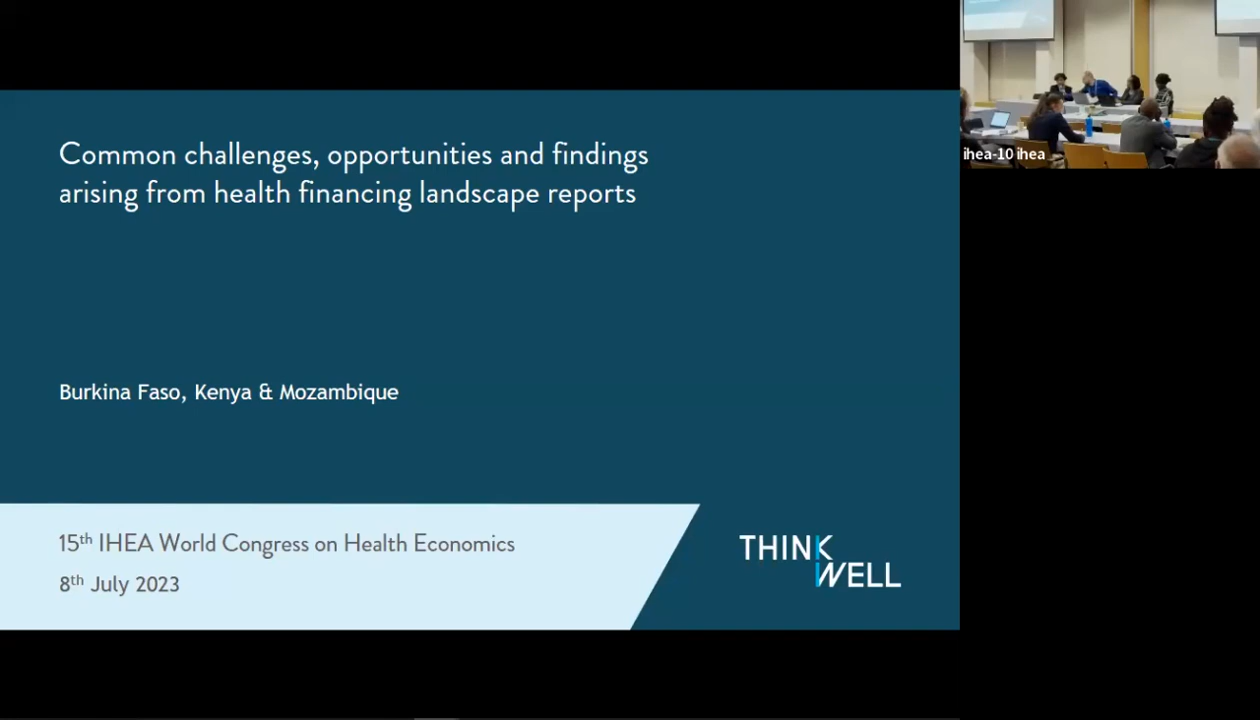 Common challenges, opportunities and findings
arising from health financing landscape reports
Burkina Faso, Kenya & Mozambique
15th IHEA World Congress on Health Economics
8th July 2023
THINK
WELL
ihea-10 ihea